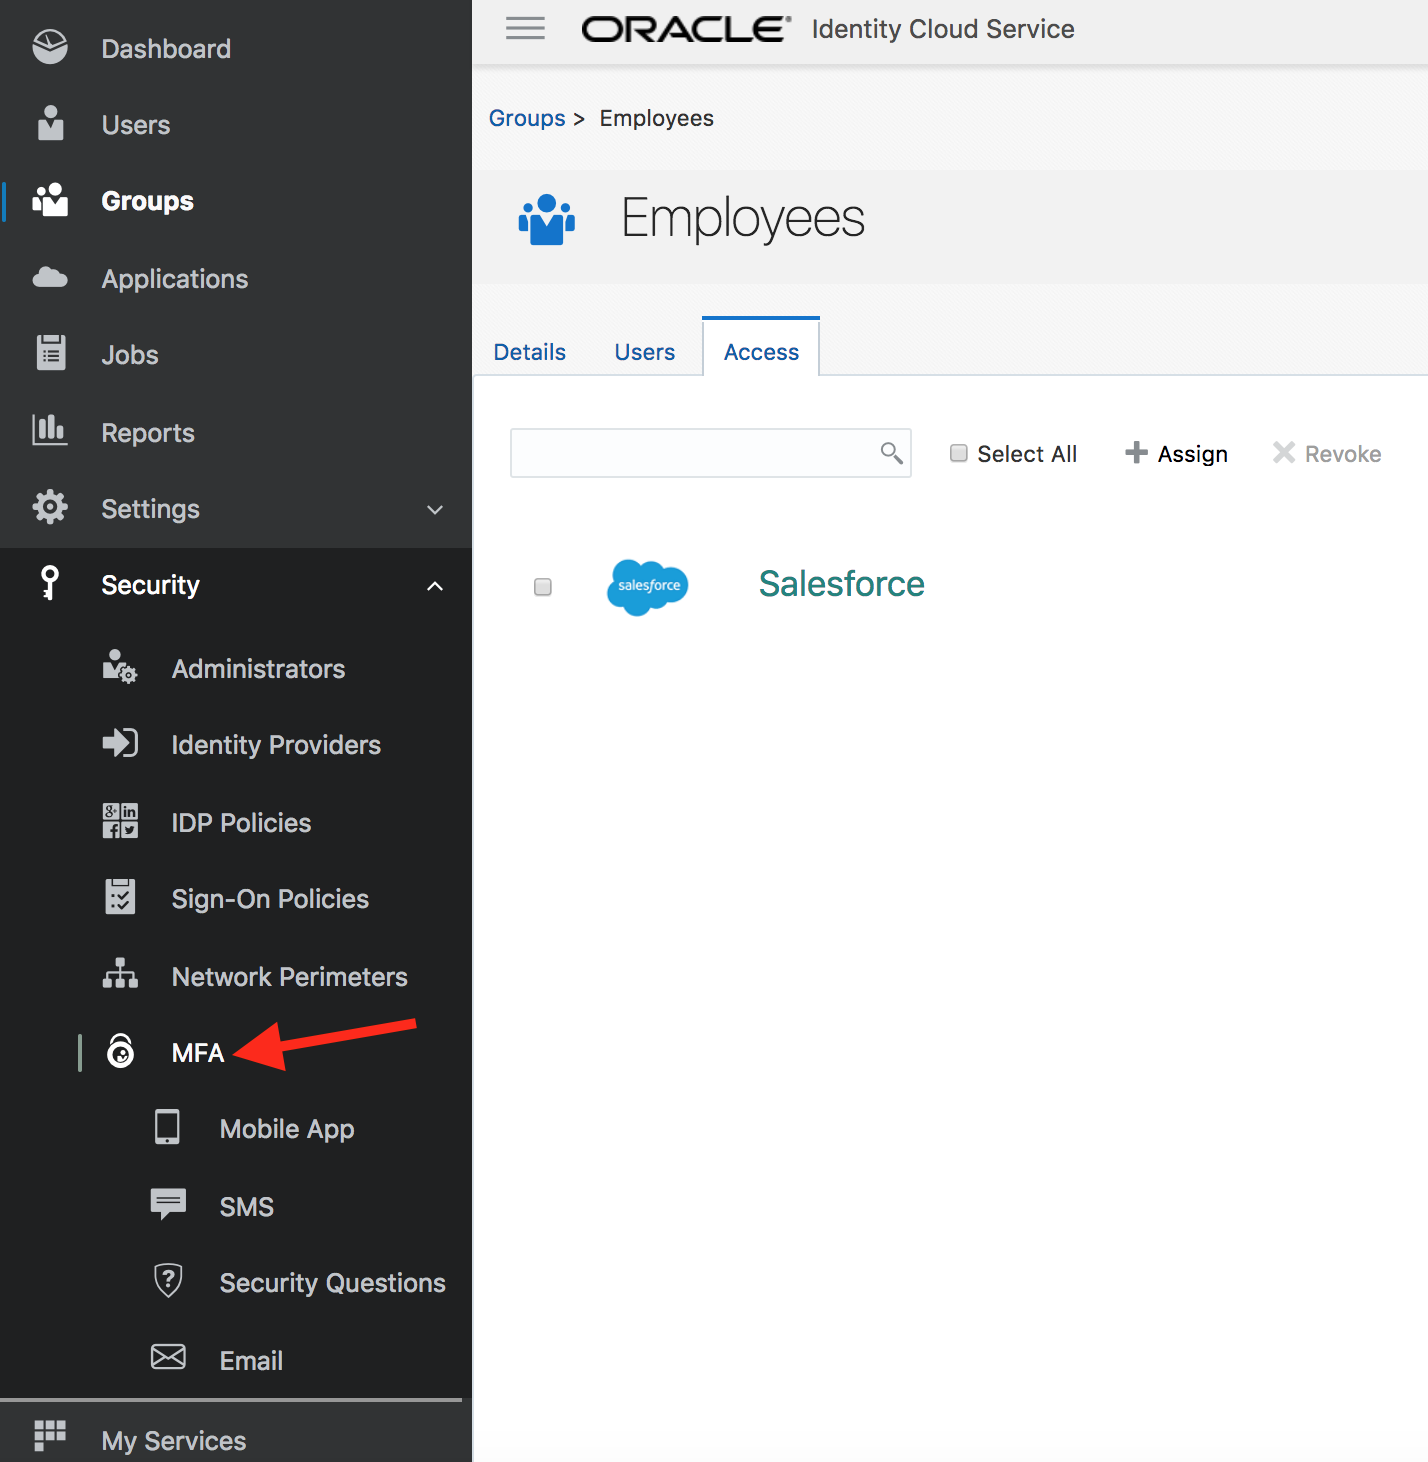 Dashboard
Users
Groups
Applications
Jobs
Reports
Settings
Security
Administrators
Identity Providers
IDP Policies
Sign-On Policies
Network Perimeters
MFA
Mobile App
SMS
Security Questions
Email
My Services
ORACLE® Identity Cloud Service
Groups > Employees
Employees
Details Users Access
Select All Assign Revoke
salesforce Salesforce